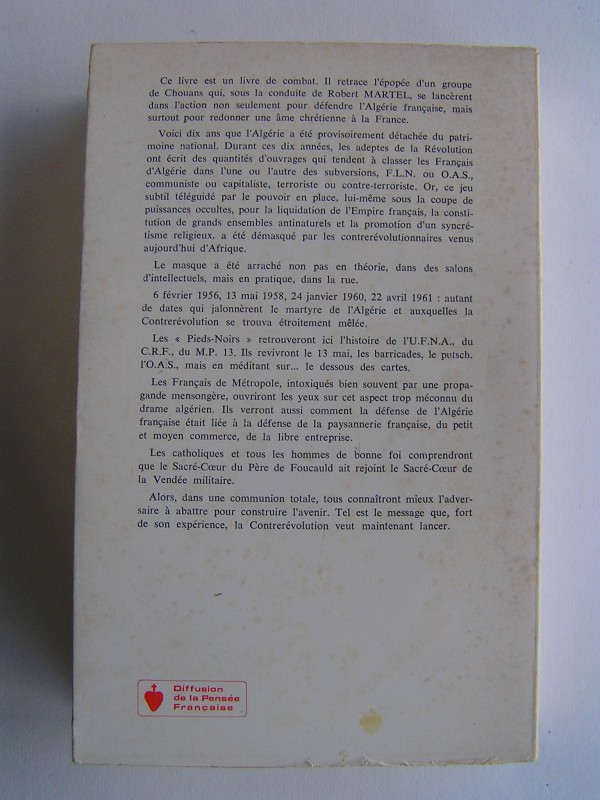 Ce livre est un livre de combat. Il retrace l'épopée d'un groupe
de Chouans qui, sous la conduite de Robert MARTEL, se lancèrent
dans l'action non seulement pour défendre l'Algérie française, mais
surtout pour redonner une âme chrétienne à la France.
Voici dix ans que l'Algérie a été provisoirement détachée du patri-
moine national. Durant ces dix années, les adeptes de la Révolution
ont écrit des quantités d'ouvrages qui tendent à classer les Français
d'Algérie dans l'une ou l'autre des subversions, F.L.N. ou O.A.S.,
communiste ou capitaliste, terroriste ou contre-terroriste. Or, ce jeu
subtil téléguidé par le pouvoir en place, lui-même sous la coupe de
puissances occultes, pour la liquidation de l'Empire français, la consti-
tution de grands ensembles antinaturels et la promotion d'un syncré-
tisme religieux, a été démasqué par les contrerévolutionnaires venus
aujourd'hui d'Afrique.
Le masque a été arraché non pas en théorie, dans des salons
d'intellectuels, mais en pratique, dans la rue.
6 février 1956, 13 mai 1958, 24 janvier 1960, 22 avril 1961 : autant
de dates qui jalonnèrent le martyre de l'Algérie et auxquelles la
Contrerévolution se trouva étroitement mêlée.
Les « Pieds-Noirs » retrouveront ici l'histoire de l'U.F.N.A., du
C.R.F., du M.P. 13. Ils revivront le 13 mai, les barricades, le putsch.
l'O.A.S., mais en méditant sur... le dessous des cartes.
Les Français de Métropole, intoxiqués bien souvent par une propa-
gande mensongère, ouvriront les yeux sur cet aspect trop méconnu du
drame algérien. Ils verront aussi comment la défense de l'Algérie
française était liée à la défense de la paysannerie française, du petit
et moyen commerce, de la libre entreprise.
Les catholiques et tous les hommes de bonne foi comprendront
que le Sacré-Cœur du Père de Foucauld ait rejoint le Sacré-Cœur de
la Vendée militaire.
Alors, dans une communion totale, tous connaîtront mieux l'adver-
saire à abattre pour construire l'avenir. Tel est le message que, fort
de son expérience, la Contrerévolution veut maintenant lancer.
Diffusion
de la Pensée
Française